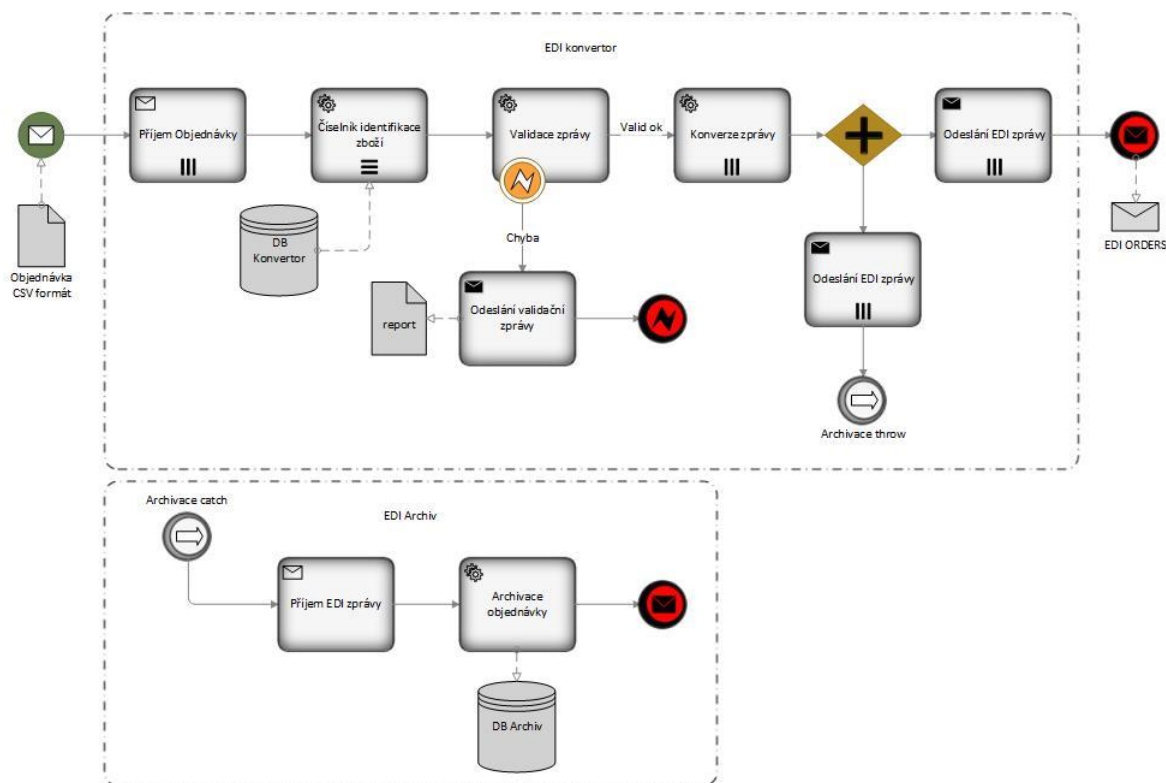 EDI konvertor
Příjem Objednávky
Číselník identifikace
zboží
Validace zprávy
Valid ok
Konverze zprávy
Odeslání EDI zprávy
Objednávka
CSV formát
DB
Konvertor
Chyba
EDI ORDERS
Odeslání EDI zprávy
report
Odeslání validační
zprávy
Archivace throw
Archivace catch
EDI Archiv
Příjem EDI zprávy
Archivace
objednávky
DB Archiv